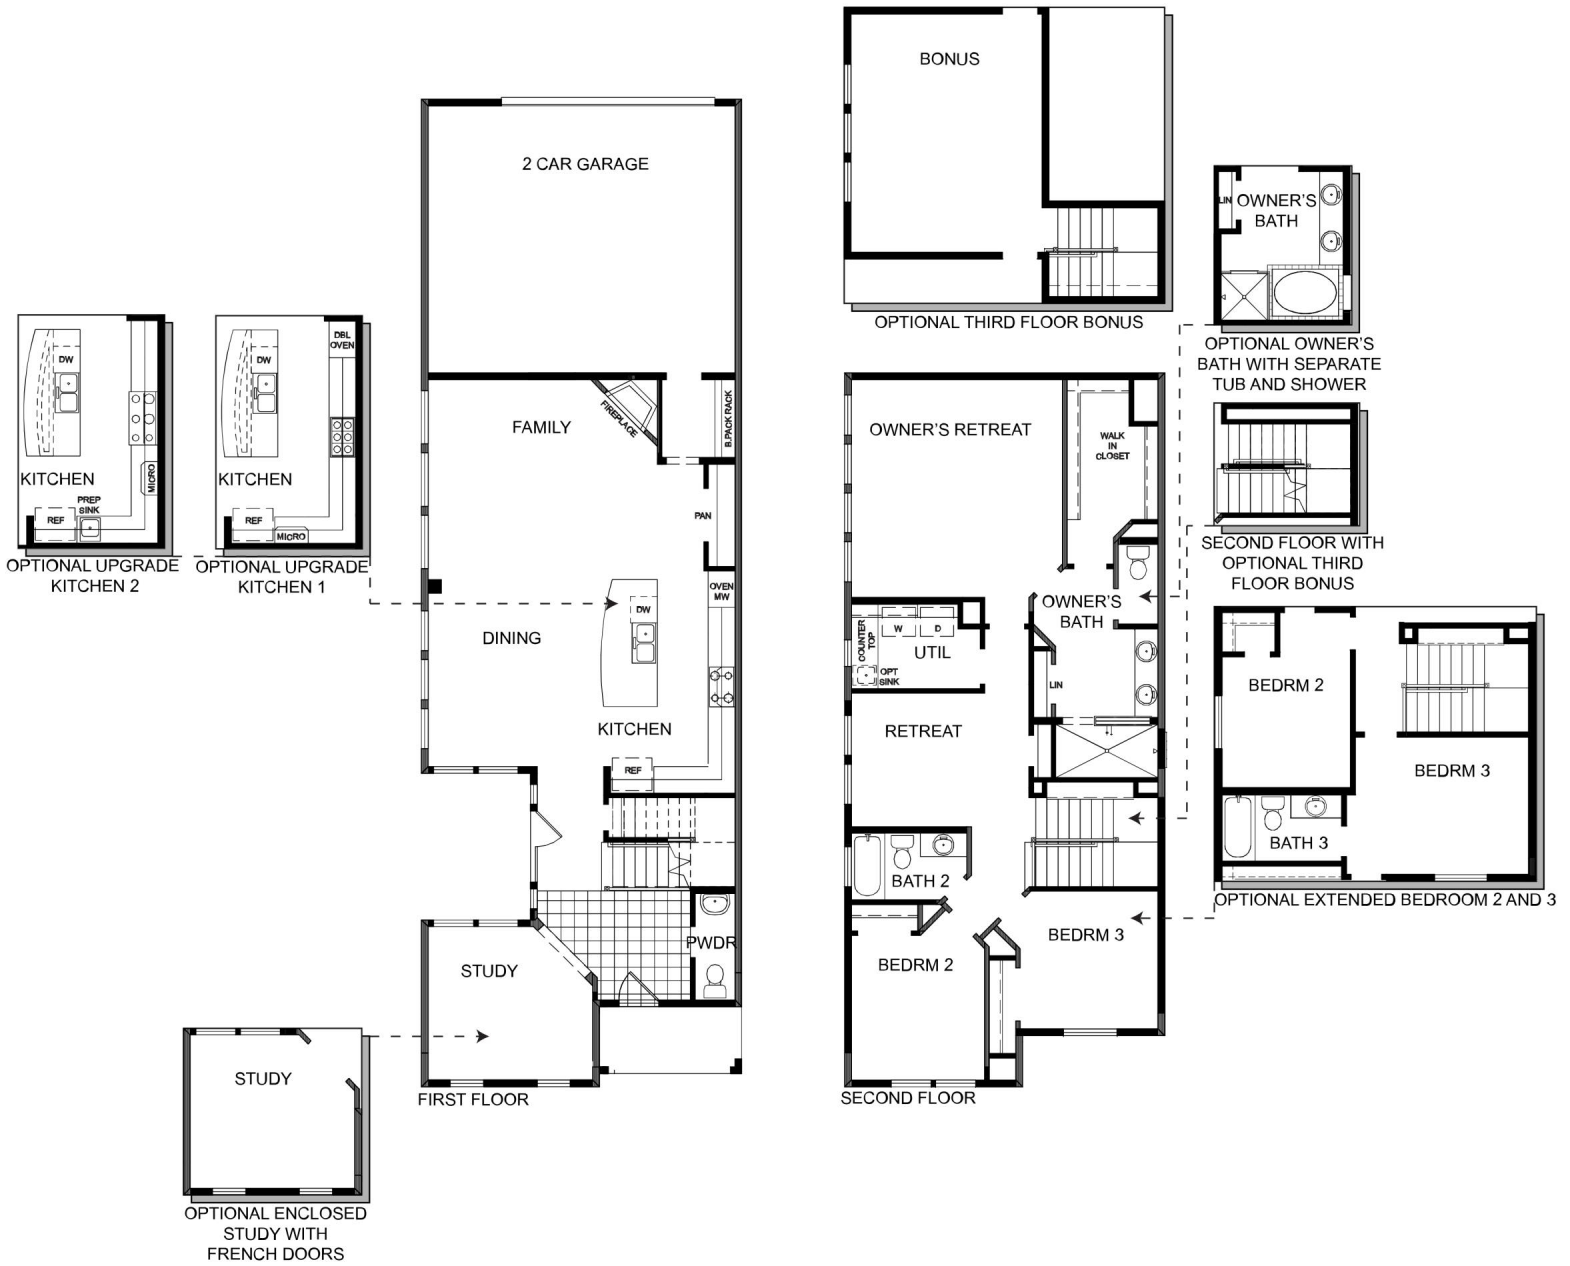 BONUS
OPTIONAL THIRD FLOOR BONUS
2 CAR GARAGE
FAMILY
FIREPLACE
B.PACK RACK
PAN
OVEN
MW
DW
DINING
KITCHEN
REF
PWDR
STUDY
FIRST FLOOR
DW
KITCHEN
MICRO
PREP
SINK
REF
OPTIONAL UPGRADE
KITCHEN 2
DBL
OVEN
DW
KITCHEN
REF
MICRO
OPTIONAL UPGRADE
KITCHEN 1
STUDY
OPTIONAL ENCLOSED
STUDY WITH
FRENCH DOORS
OWNER'S RETREAT
WALK
IN
CLOSET
OWNER'S
BATH
COUNTER
TOP
W
D
UTIL
OPT
SINK
LIN
RETREAT
BATH 2
BEDRM 2
BEDRM 3
SECOND FLOOR
LIN
OWNER'S
BATH
OPTIONAL OWNER'S
BATH WITH SEPARATE
TUB AND SHOWER
SECOND FLOOR WITH
OPTIONAL THIRD
FLOOR BONUS
BEDRM 2
BEDRM 3
BATH 3
OPTIONAL EXTENDED BEDROOM 2 AND 3